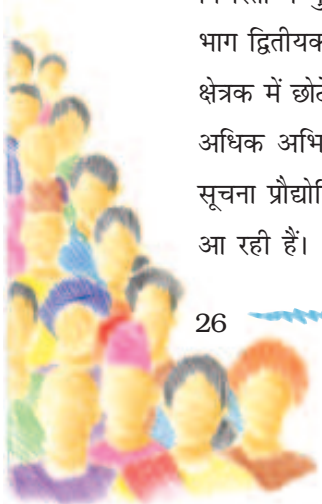 भाग द्वितीयक
क्षेत्रक में छोटे
अधिक अभि
सूचना प्रौद्योगि
आ रही हैं।
26